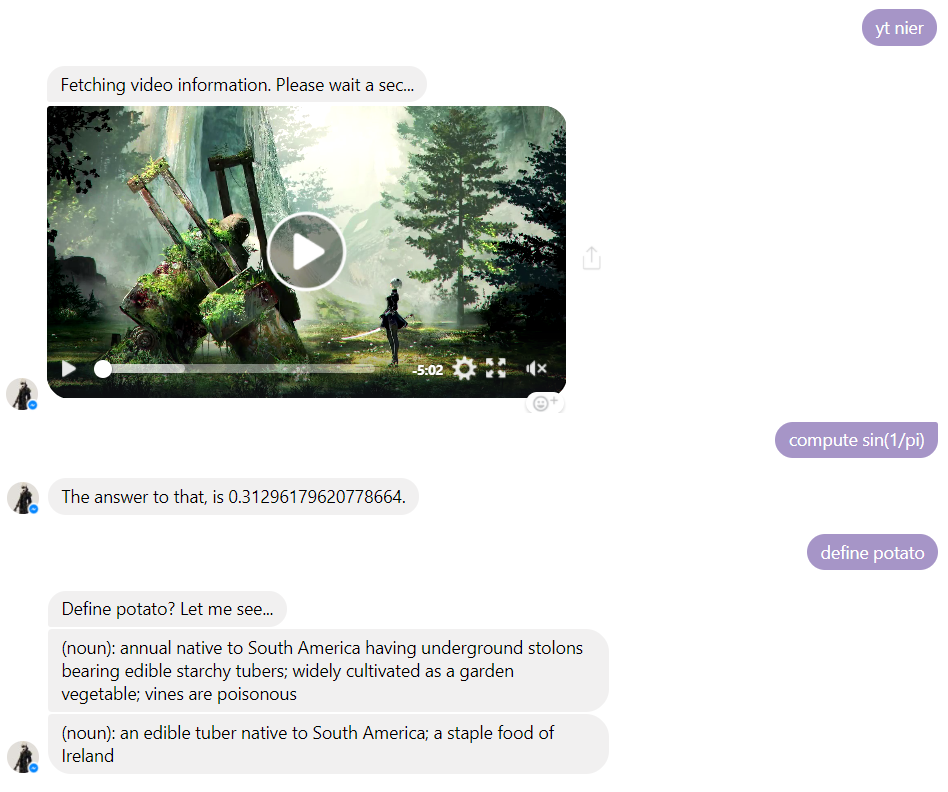 yt nier
Fetching video information. Please wait a sec...
-5:02
compute sin(1/pi)
The answer to that, is 0.31296179620778664.
define potato
Define potato? Let me see...
(noun): annual native to South America having underground stolons
bearing edible starchy tubers; widely cultivated as a garden
vegetable; vines are poisonous
(noun): an edible tuber native to South America; a staple food of
Ireland